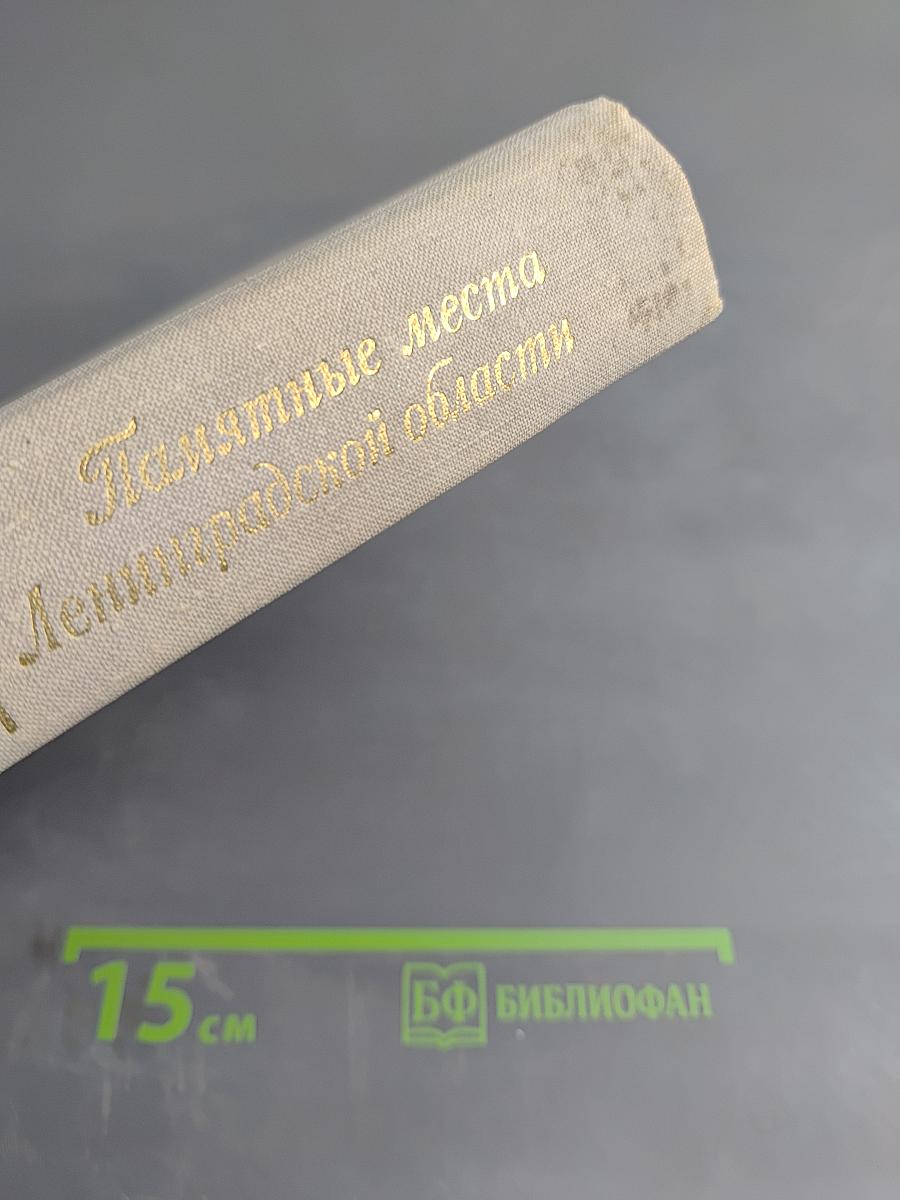 Памятные места
Ленинградской области
15 см
БФ БИБЛИОФАН